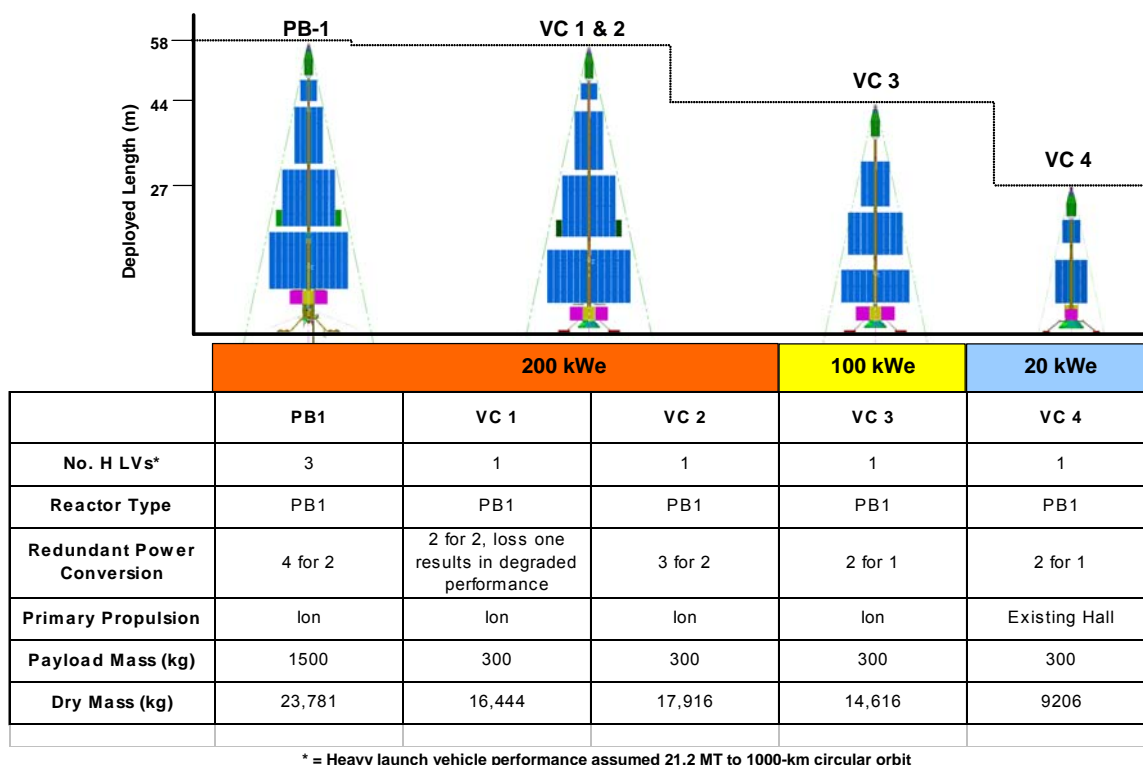 PB-1
VC 1 & 2
VC 3
VC 4
58
44
27
Deployed Length (m)
200 kWe
100 kWe
20 kWe
PB1
VC 1
VC 2
VC 3
VC 4
No. H LVs*
3
1
1
1
1
Reactor Type
PB1
PB1
PB1
PB1
PB1
Redundant Power
Conversion
4 for 2
2 for 2, loss one
results in degraded
performance
3 for 2
2 for 1
2 for 1
Primary Propulsion
Ion
Ion
Ion
Ion
Existing Hall
Payload Mass (kg)
1500
300
300
300
300
Dry Mass (kg)
23,781
16,444
17,916
14,616
9206
* = Heavy launch vehicle performance assumed 21.2 MT to 1000-km circular orbit